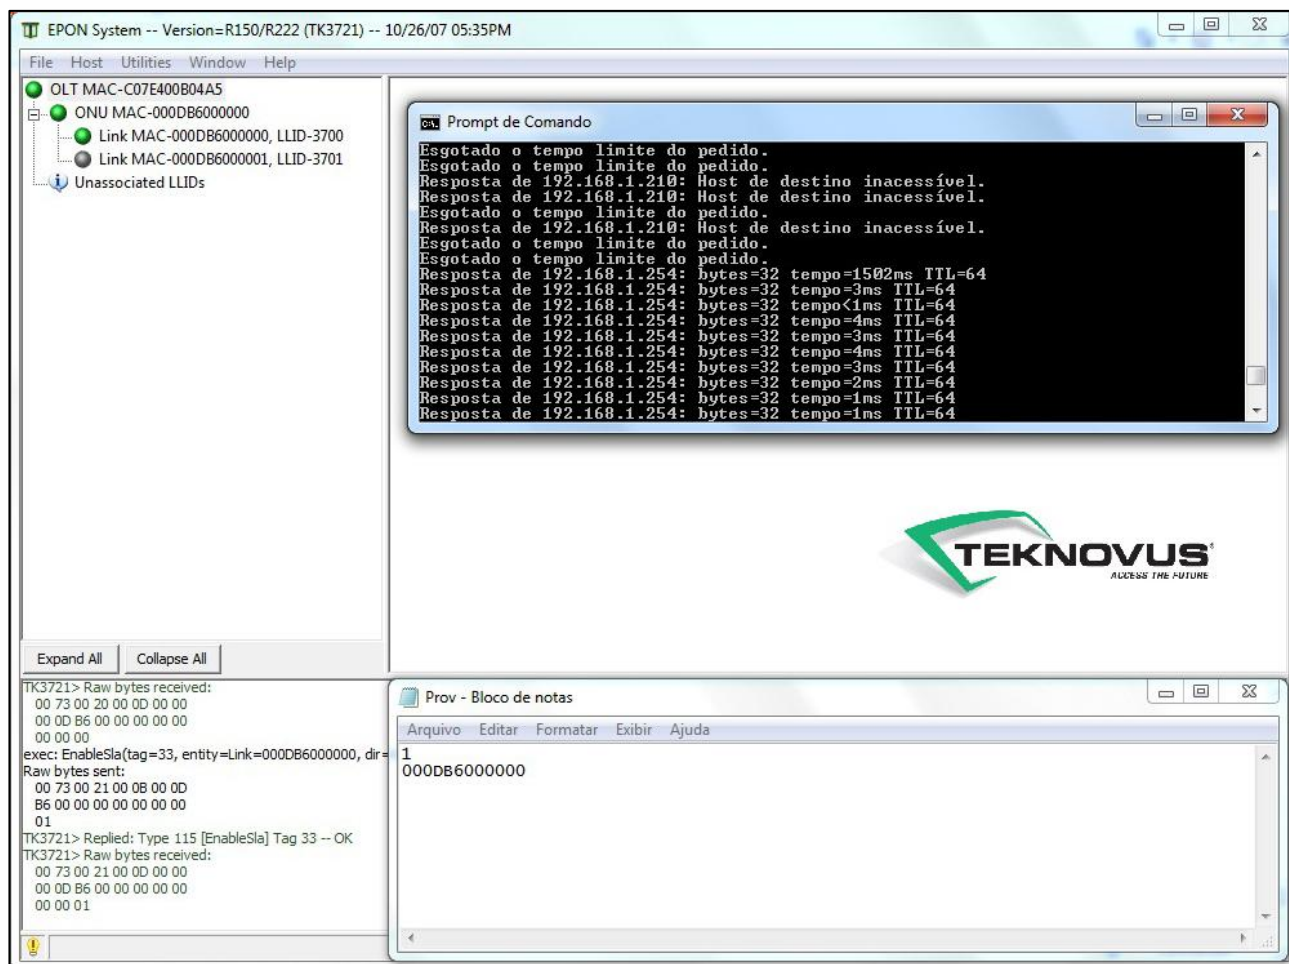 EPON System -- Version=R150/R222 (TK3721) -- 10/26/07 05:35PM
File Host Utilities Window Help
OLT MAC-C07E400B04A5
ONU MAC-000DB6000000
Link MAC-000DB6000000, LLID-3700
Link MAC-000DB6000001, LLID-3701
Unassociated LLIDs
Prompt de Comando
Esgotado o tempo limite do pedido.
Esgotado o tempo limite do pedido.
Resposta de 192.168.1.210: Host de destino inacessível.
Resposta de 192.168.1.210: Host de destino inacessível.
Esgotado o tempo limite do pedido.
Resposta de 192.168.1.210: Host de destino inacessível.
Esgotado o tempo limite do pedido.
Esgotado o tempo limite do pedido.
Resposta de 192.168.1.254: bytes=32 tempo=1502ms TTL=64
Resposta de 192.168.1.254: bytes=32 tempo=3ms TTL=64
Resposta de 192.168.1.254: bytes=32 tempo<1ms TTL=64
Resposta de 192.168.1.254: bytes=32 tempo=4ms TTL=64
Resposta de 192.168.1.254: bytes=32 tempo=3ms TTL=64
Resposta de 192.168.1.254: bytes=32 tempo=4ms TTL=64
Resposta de 192.168.1.254: bytes=32 tempo=3ms TTL=64
Resposta de 192.168.1.254: bytes=32 tempo=2ms TTL=64
Resposta de 192.168.1.254: bytes=32 tempo=1ms TTL=64
Resposta de 192.168.1.254: bytes=32 tempo=1ms TTL=64
TEKNOVUS®
ACCESS THE FUTURE
Expand All Collapse All
TK3721> Raw bytes received:
00 73 00 20 00 0D 00 00
00 0D B6 00 00 00 00 00
00 00 00
exec: EnableSla(tag=33, entity=Link=000DB6000000, dir=
Raw bytes sent:
00 73 00 21 00 0B 00 0D
B6 00 00 00 00 00 00 00
01
TK3721> Replied: Type 115 [EnableSla] Tag 33 -- OK
TK3721> Raw bytes received:
00 73 00 21 00 0D 00 00
00 0D B6 00 00 00 00 00
00 00 01
Prov - Bloco de notas
Arquivo Editar Formatar Exibir Ajuda
1
000DB6000000